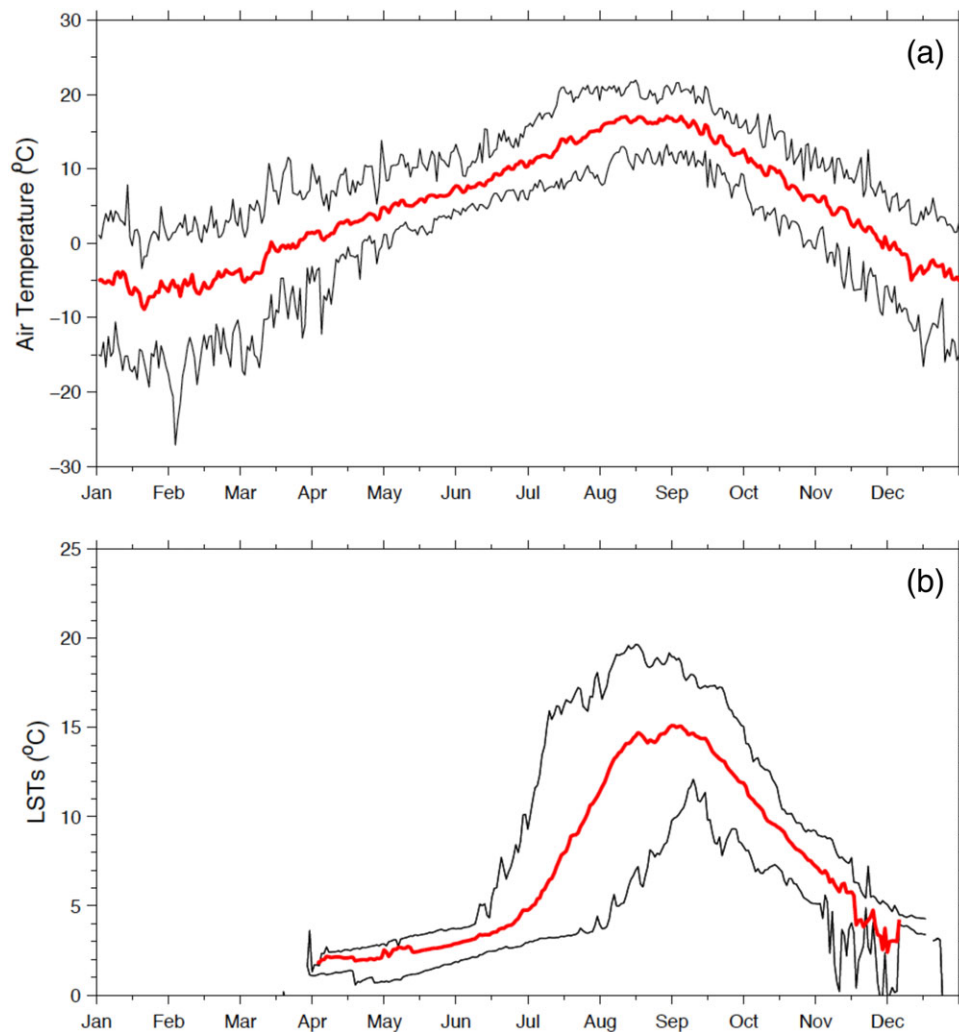 (a)
Air Temperature (⁰C)
30
20
10
0
−10
−20
−30
Jan Feb Mar Apr May Jun Jul Aug Sep Oct Nov Dec
(b)
LSTs (⁰C)
25
20
15
10
5
0
Jan Feb Mar Apr May Jun Jul Aug Sep Oct Nov Dec